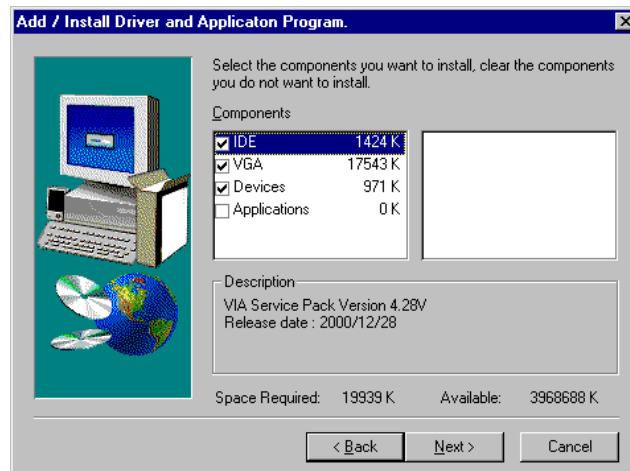 Add / Install Driver and Applicaton Program.
Select the components you want to install, clear the components
you do not want to install.
Components
IDE 1424 K
VGA 17543 K
Devices 971 K
Applications 0 K
Description
VIA Service Pack Version 4.28V
Release date : 2000/12/28
Space Required: 19939 K Available: 3968688 K
< Back Next > Cancel